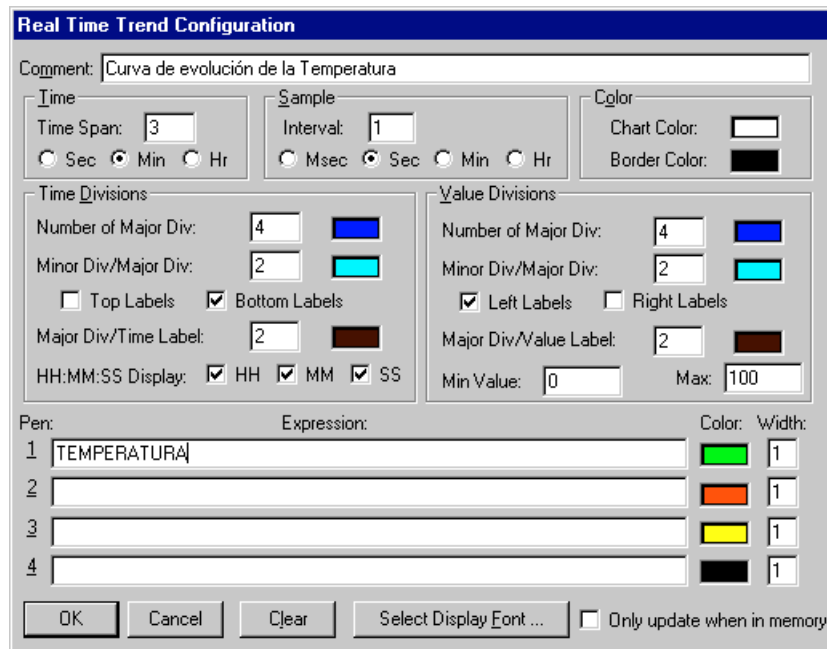 Real Time Trend Configuration
Comment: Curva de evolución de la Temperatura
Time
Time Span: 3
Sec Min Hr
Sample
Interval: 1
Msec Sec Min Hr
Color
Chart Color:
Border Color:
Time Divisions
Number of Major Div: 4
Minor Div/Major Div: 2
Top Labels Bottom Labels
Major Div/Time Label: 2
HH:MM:SS Display: HH MM SS
Value Divisions
Number of Major Div: 4
Minor Div/Major Div: 2
Left Labels Right Labels
Major Div/Value Label: 2
Min Value: 0 Max: 100
Pen: Expression: Color: Width:
1 TEMPERATURA 1
2 1
3 1
4 1
OK Cancel Clear Select Display Font ... Only update when in memory